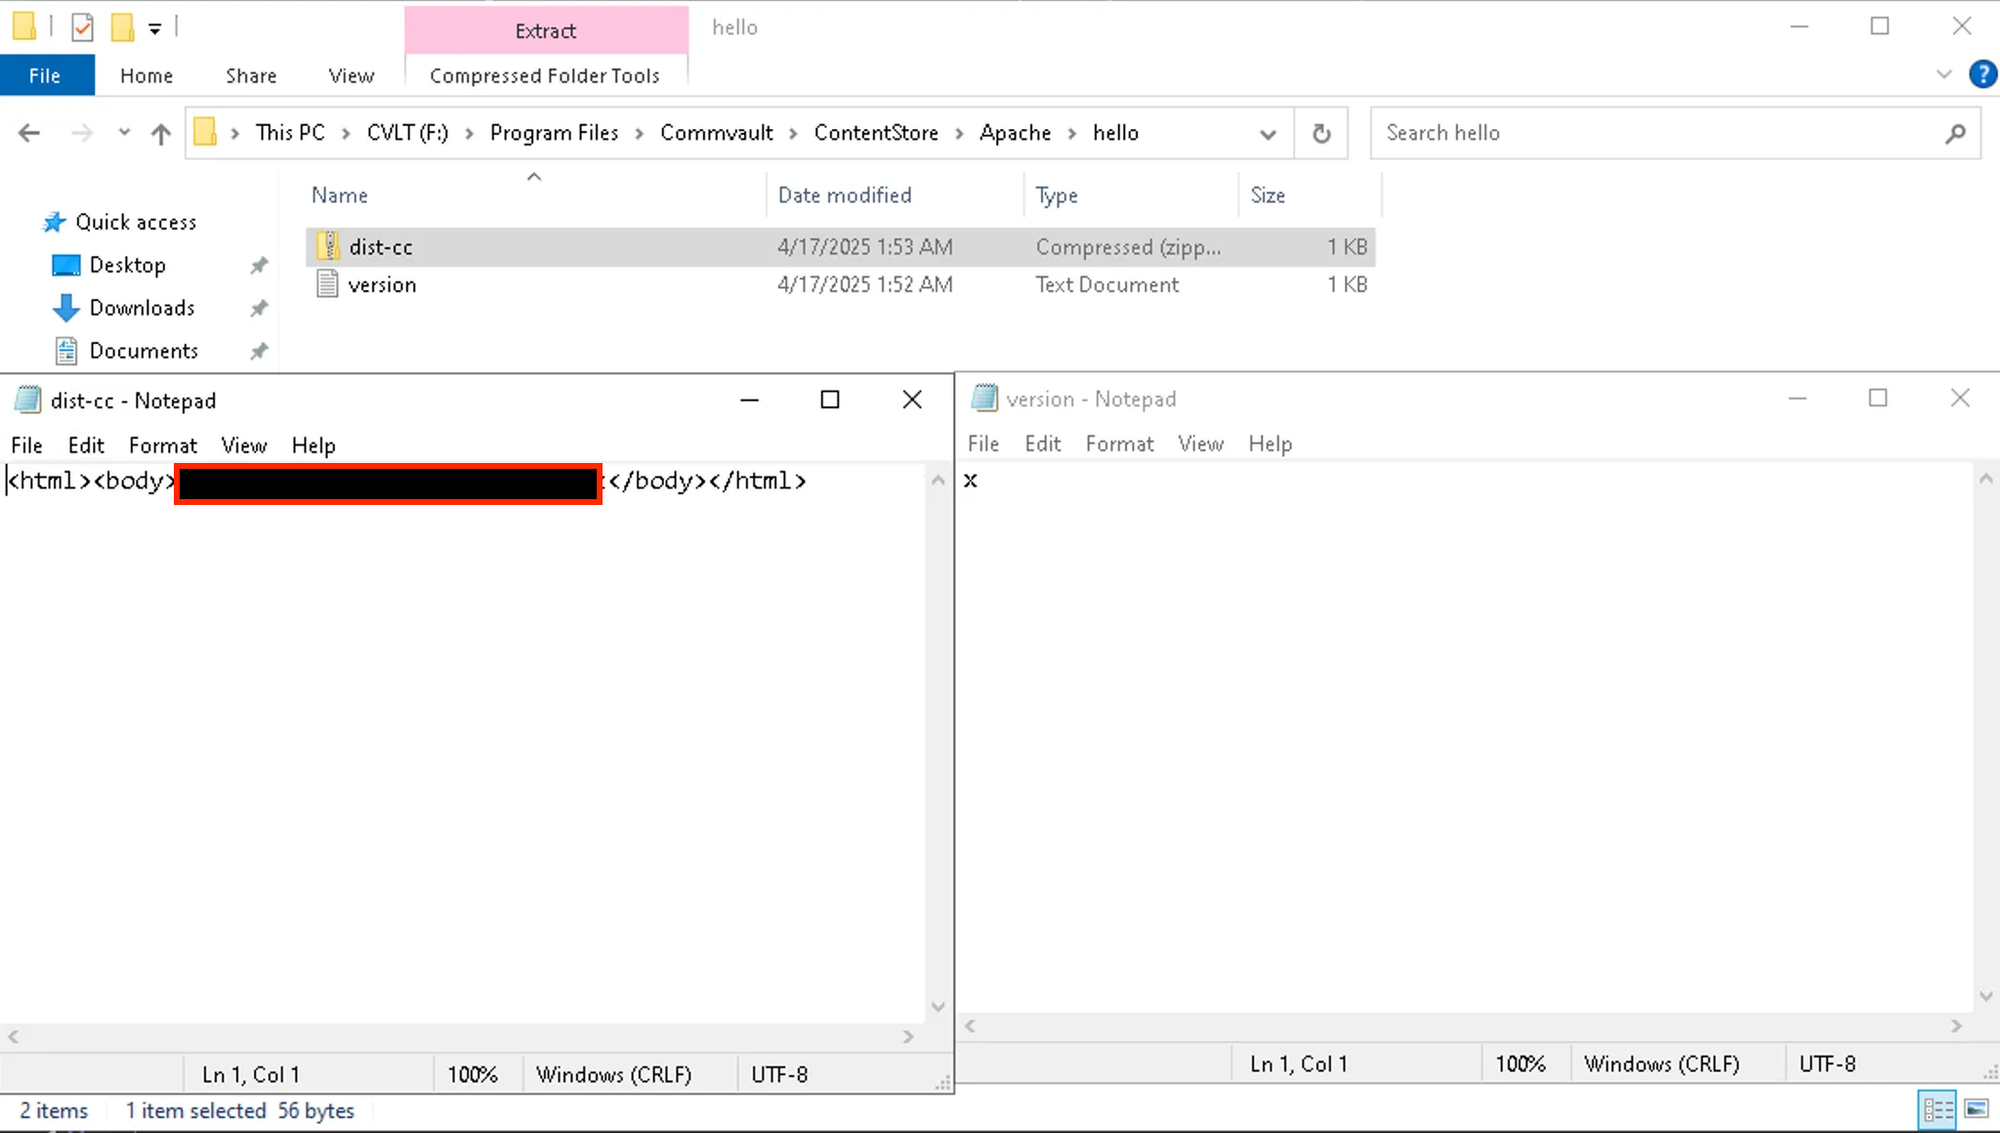 Extract hello
File Home Share View Compressed Folder Tools
This PC > CVLT (F:) > Program Files > Commvault > ContentStore > Apache > hello
Search hello
Name Date modified Type Size
Quick access
dist-cc 4/17/2025 1:53 AM Compressed (zipp... 1 KB
Desktop
version 4/17/2025 1:52 AM Text Document 1 KB
Downloads
Documents
dist-cc - Notepad
File Edit Format View Help
<html><body>
</body></html>
Ln 1, Col 1 100% Windows (CRLF) UTF-8
version - Notepad
File Edit Format View Help
x
Ln 1, Col 1 100% Windows (CRLF) UTF-8
2 items 1 item selected 56 bytes